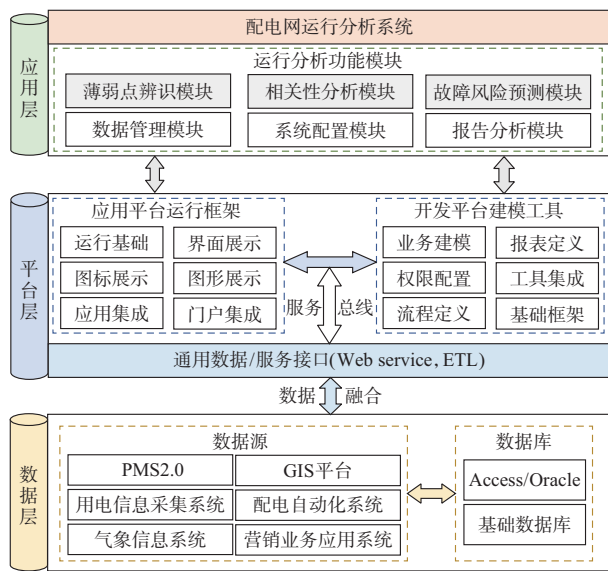 应用层
配电网运行分析系统
运行分析功能模块
薄弱点辨识模块
相关性分析模块
故障风险预测模块
数据管理模块
系统配置模块
报告分析模块
平台层
应用平台运行框架
运行基础
界面展示
图标展示
图形展示
应用集成
门户集成
开发平台建模工具
业务建模
报表定义
权限配置
工具集成
流程定义
基础框架
服务 总线
通用数据/服务接口(Web service, ETL)
数据 融合
数据层
数据源
PMS2.0
GIS平台
用电信息采集系统
配电自动化系统
气象信息系统
营销业务应用系统
数据库
Access/Oracle
基础数据库